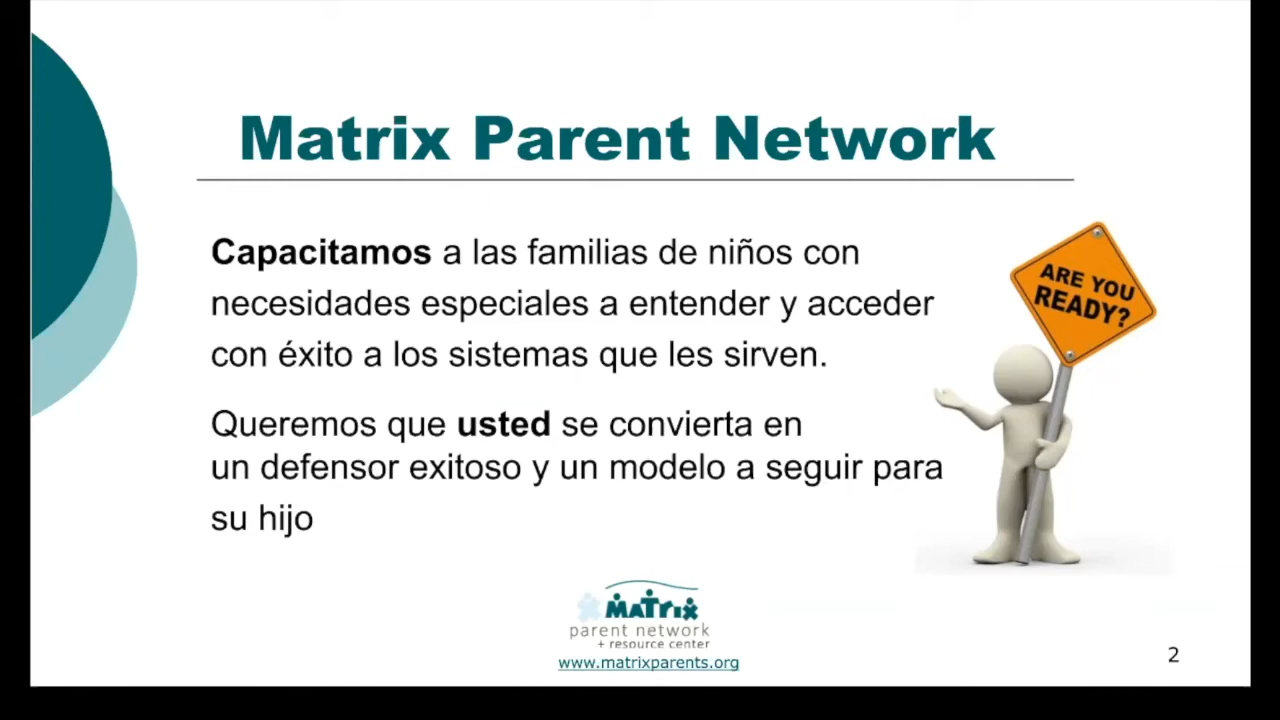 Matrix Parent Network
Capacitamos a las familias de niños con
necesidades especiales a entender y acceder
con éxito a los sistemas que les sirven.
ARE YOU
READY?
Queremos que usted se convierta en
un defensor exitoso y un modelo a seguir para
su hijo
MATRIX
parent network
+ resource center
www.matrixparents.org
2